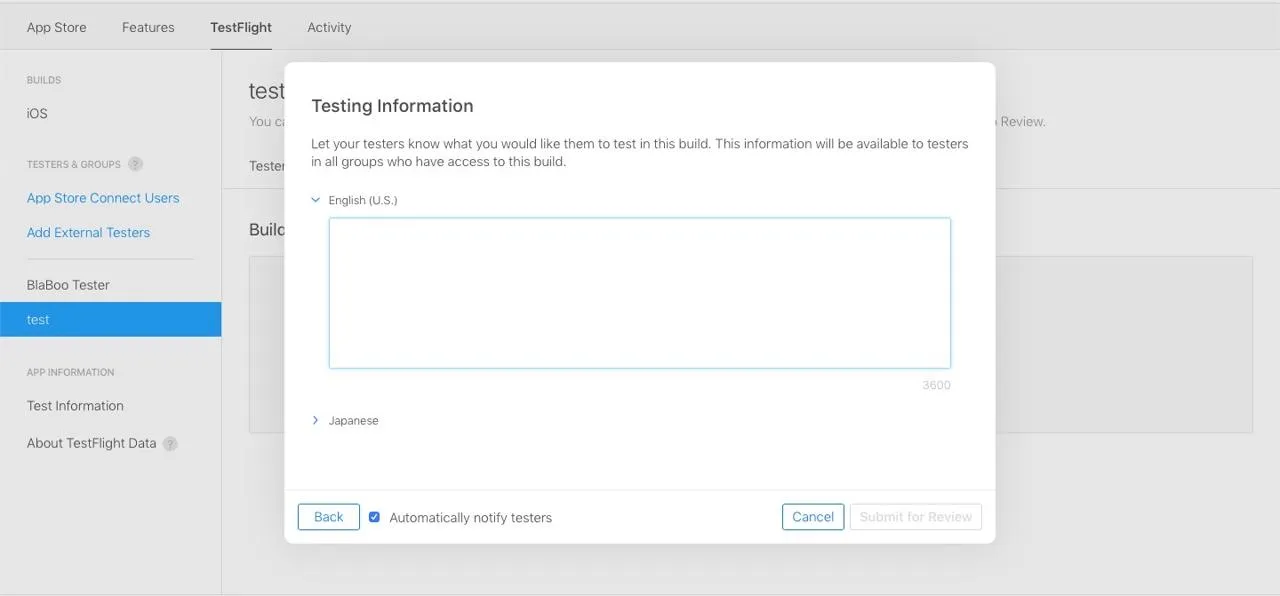 App Store Features TestFlight Activity
BUILDS
iOS
TESTERS & GROUPS ?
App Store Connect Users
Add External Testers
BlaBoo Tester
test
APP INFORMATION
Test Information
About TestFlight Data ?
test
You
Review.
Build
Testing Information
Let your testers know what you would like them to test in this build. This information will be available to testers
in all groups who have access to this build.
English (U.S.)
3600
Japanese
Back Automatically notify testers Cancel Submit for Review